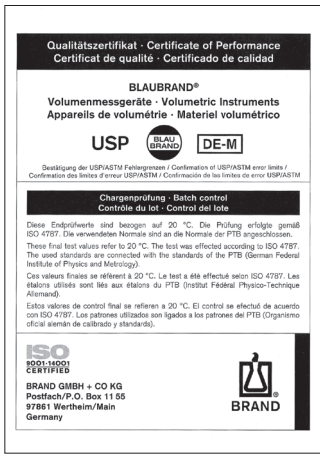 Qualitätszertifikat · Certificate of Performance
Certificat de qualité · Certificado de calidad
BLAUBRAND®
Volumenmessgeräte · Volumetric Instruments
Appareils de volumétrie · Materiel volumétrico
USP
BLAU
BRAND
DE-M
Bestätigung der USP/ASTM Fehlergrenzen / Confirmation of USP/ASTM error limits /
Confirmation des limites d'erreur USP/ASTM / Confirmación de las límites de error USP/ASTM
Chargenprüfung · Batch control
Contrôle du lot · Control del lote
Diese Endprüfwerte sind bezogen auf 20 °C. Die Prüfung erfolgte gemäß
ISO 4787. Die verwendeten Normale sind an die Normale der PTB angeschlossen.
These final test values refer to 20 °C. The test was effected according to ISO 4787.
The used standards are connected with the standards of the PTB (German Federal
Institute of Physics and Metrology).
Ces valeurs finales se réfèrent à 20 °C. Le test a été effectué selon ISO 4787. Les
étalons utilisés sont liés aux étalons du PTB (Institut Fédéral Physico-Technique
Allemand).
Estos valores de control final se refieren a 20 °C. El control se efectuó de acuerdo
con ISO 4787. Los patrones utilizados son ligados a los patrones del PTB (Organismo
oficial alemán de calibrado y standards).
ISO
9001·14001
CERTIFIED
BRAND GMBH + CO KG
Postfach/P.O. Box 11 55
97861 Wertheim/Main
Germany
BRAND